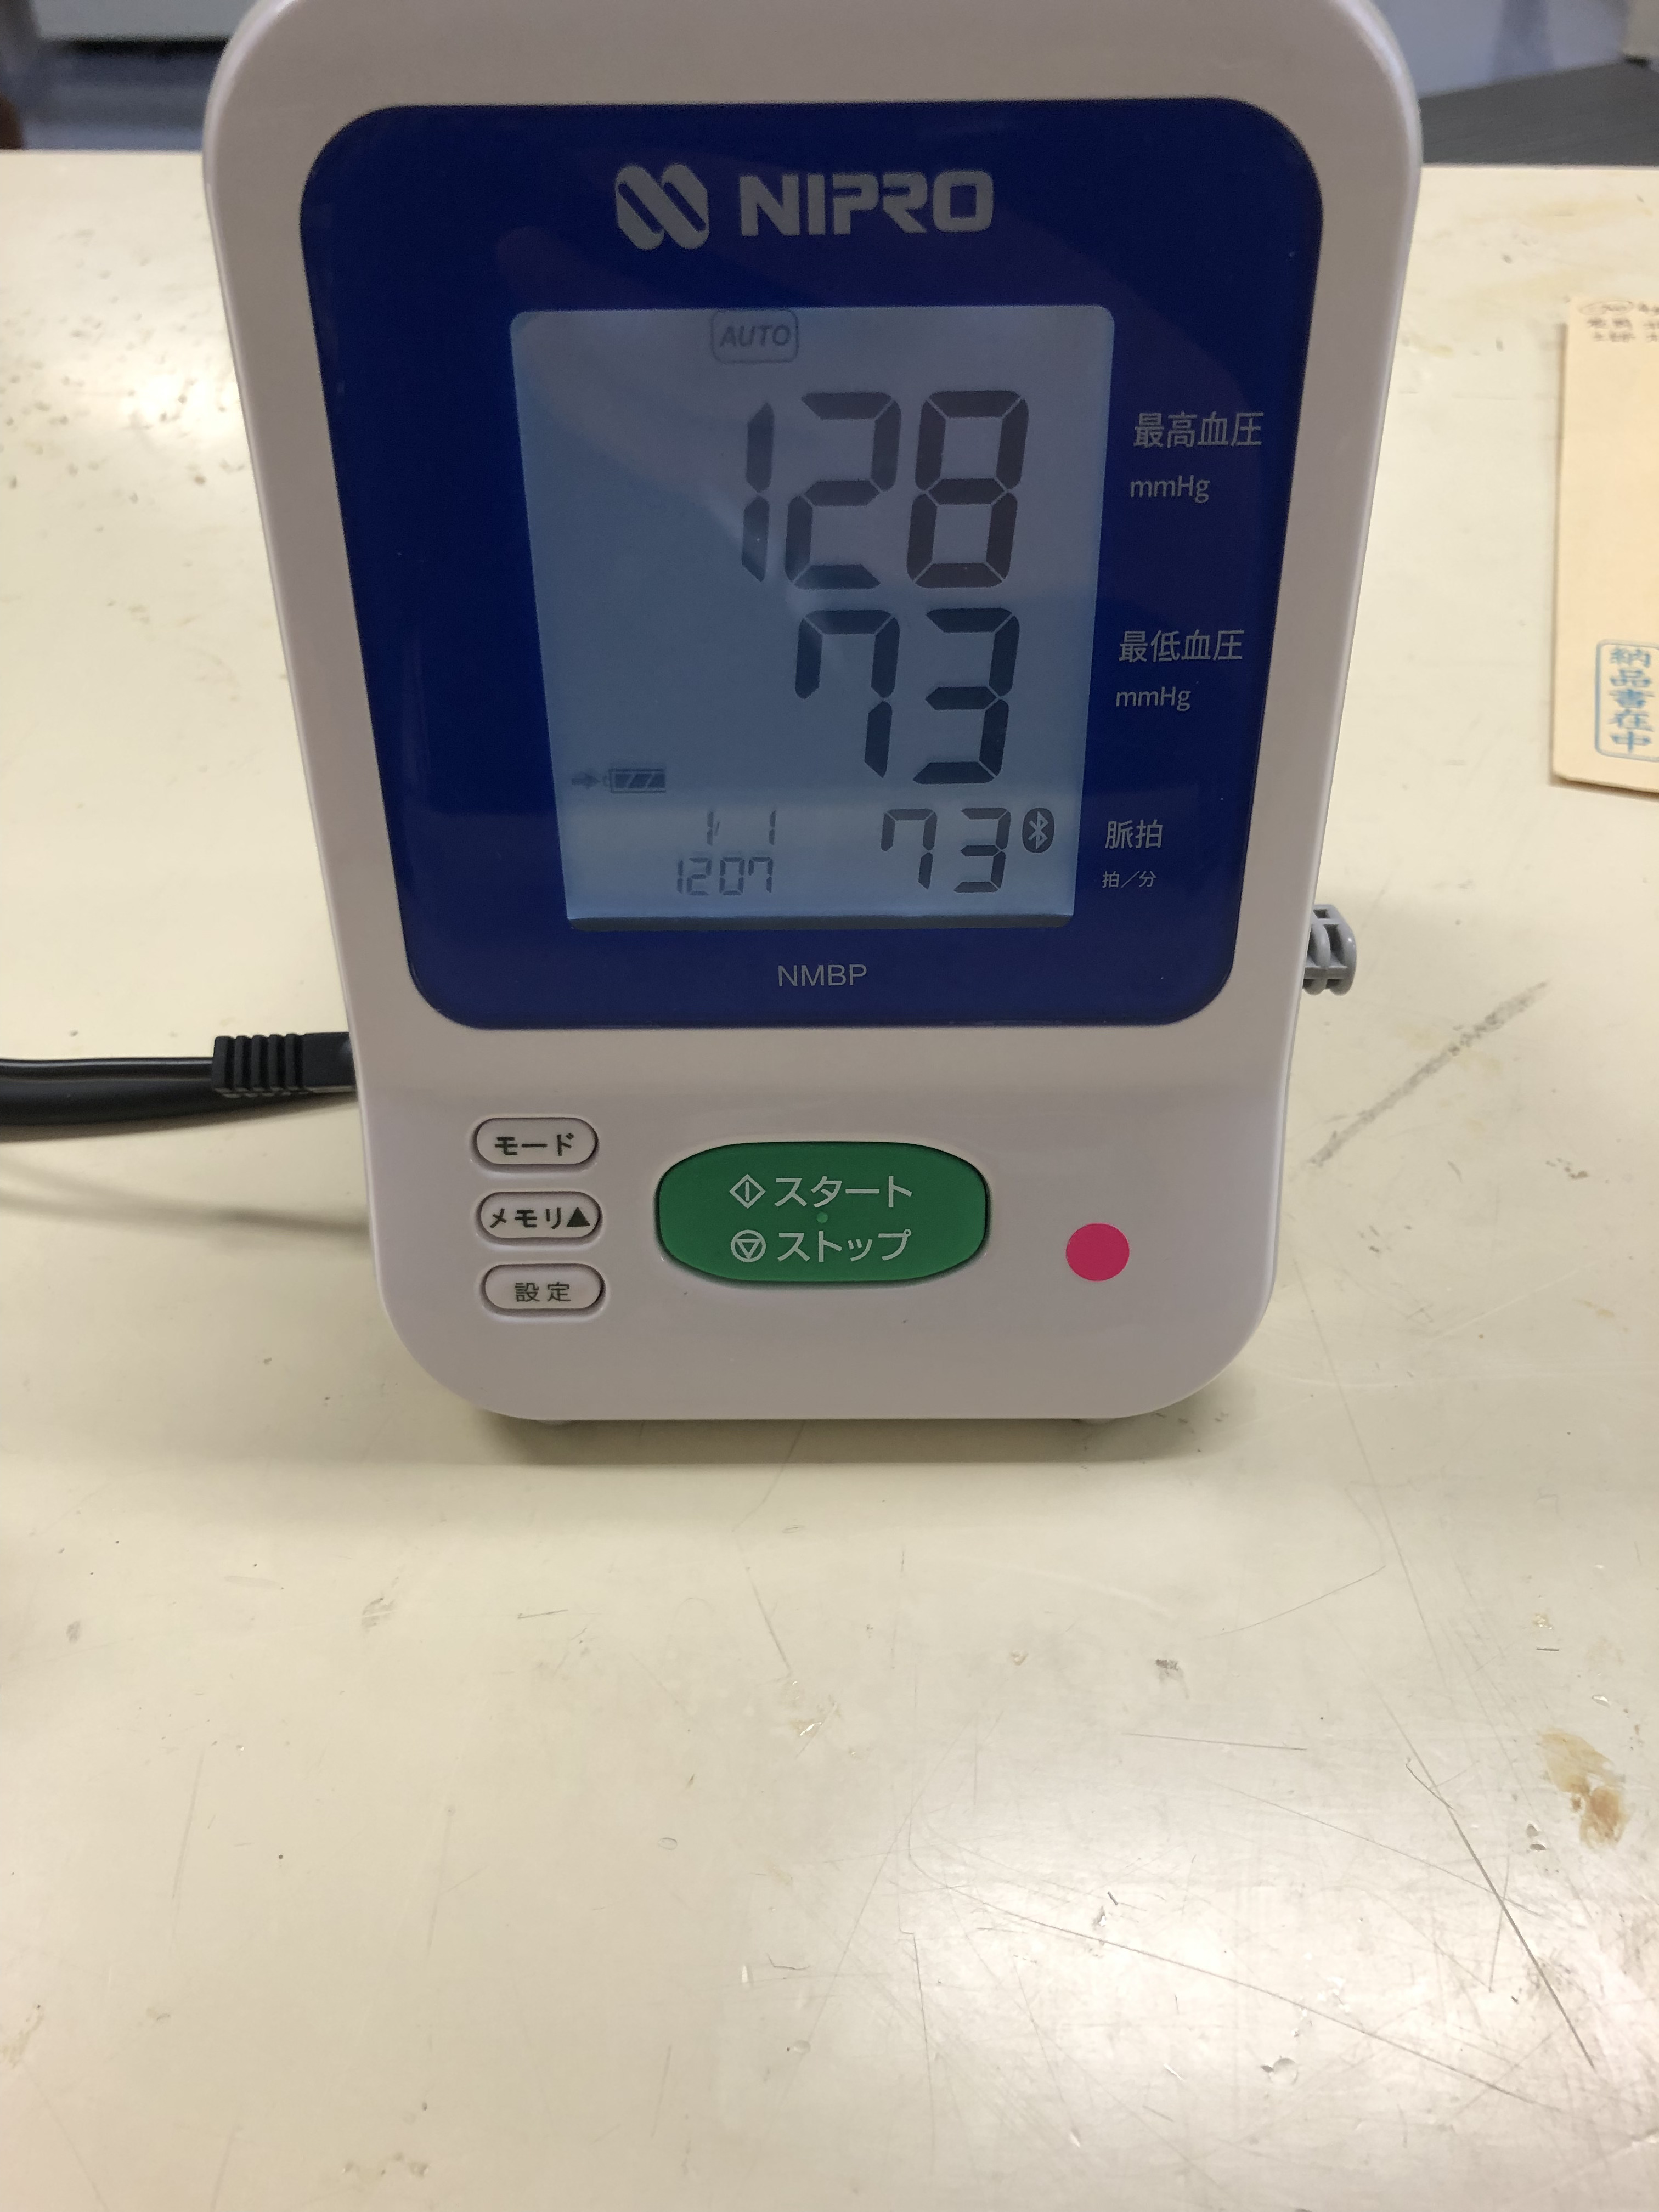 NIPRO
AUTO
128
最高血圧
mmHg
73
最低血圧
mmHg
1/1
12 07
73
脈拍
拍/分
NMBP
モード
メモリ▲
設定
スタート
ストップ
納品書在中